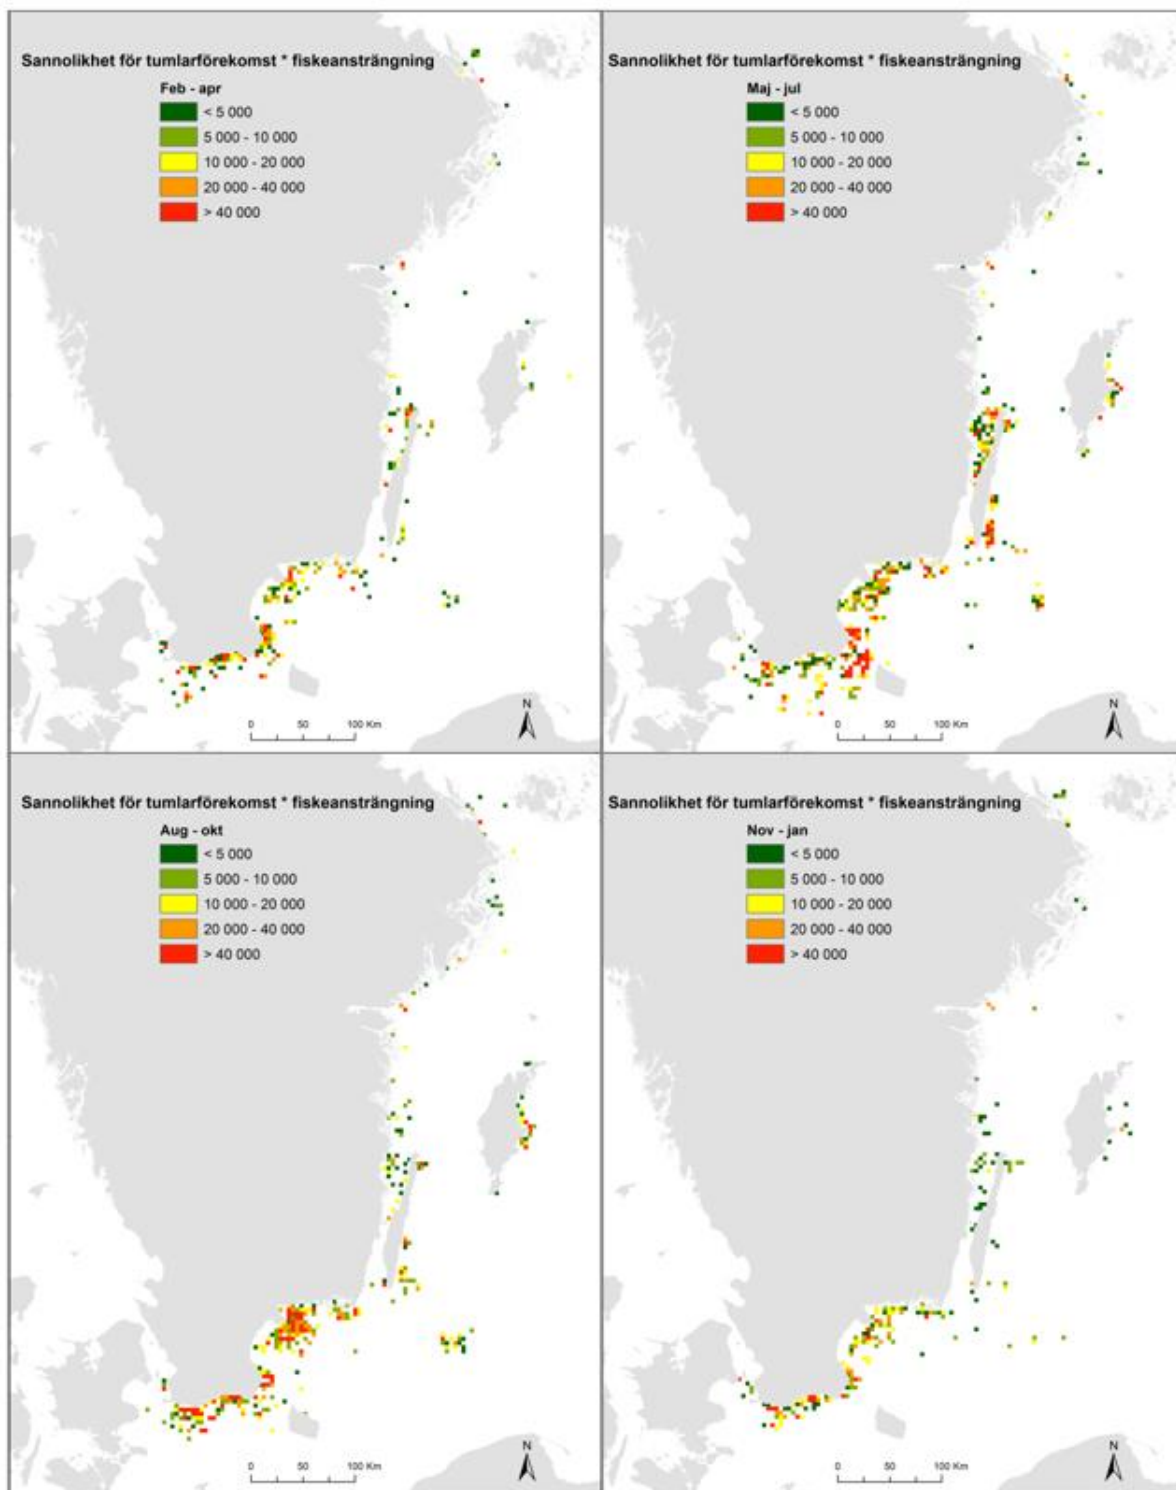 Sannolikhet för tumlarförekomst * fiskeansträngning
Feb - apr
< 5 000
5 000 - 10 000
10 000 - 20 000
20 000 - 40 000
> 40 000
N
0 50 100 Km
Sannolikhet för tumlarförekomst * fiskeansträngning
Maj - jul
< 5 000
5 000 - 10 000
10 000 - 20 000
20 000 - 40 000
> 40 000
N
0 50 100 Km
Sannolikhet för tumlarförekomst * fiskeansträngning
Aug - okt
< 5 000
5 000 - 10 000
10 000 - 20 000
20 000 - 40 000
> 40 000
N
0 50 100 Km
Sannolikhet för tumlarförekomst * fiskeansträngning
Nov - jan
< 5 000
5 000 - 10 000
10 000 - 20 000
20 000 - 40 000
> 40 000
N
0 50 100 Km